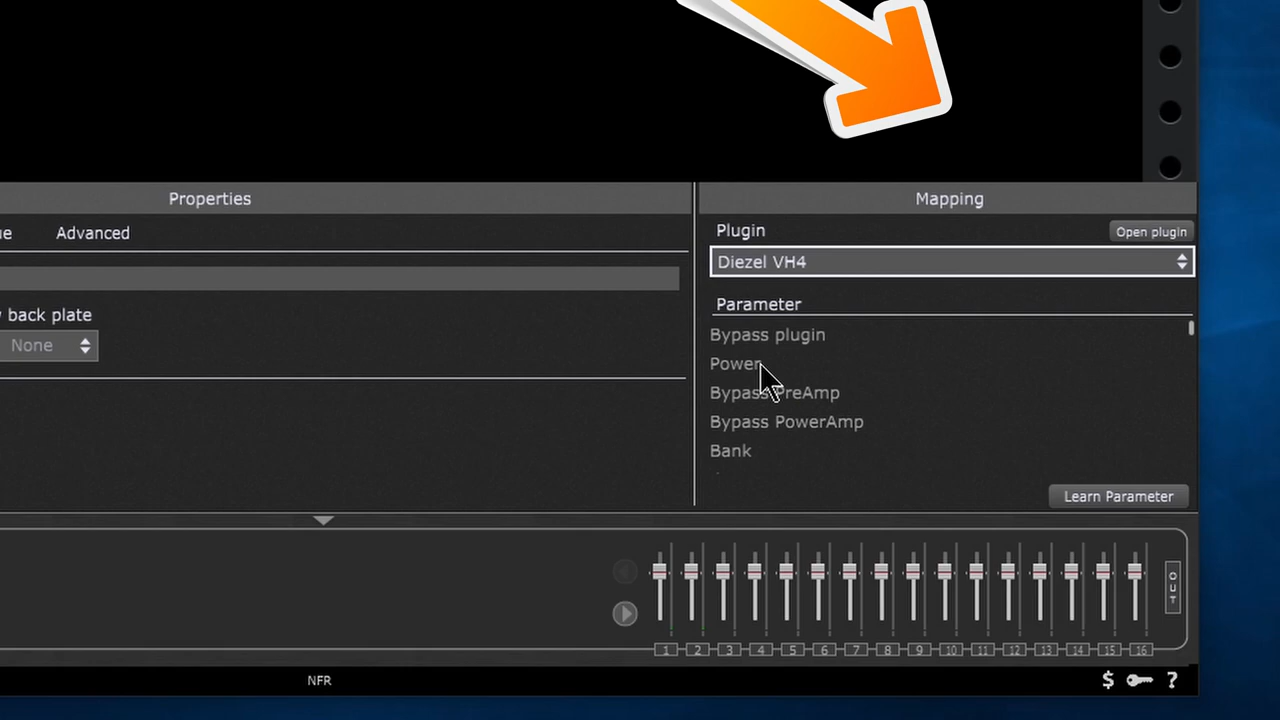 Properties
Mapping
ue
Advanced
Plugin
Open plugin
Diezel VH4
Parameter
w back plate
None
Bypass plugin
Power
Bypass PreAmp
Bypass PowerAmp
Bank
Learn Parameter
OUT
1 2 3 4 5 6 7 8 9 10 11 12 13 14 15 16
NFR
$ ?